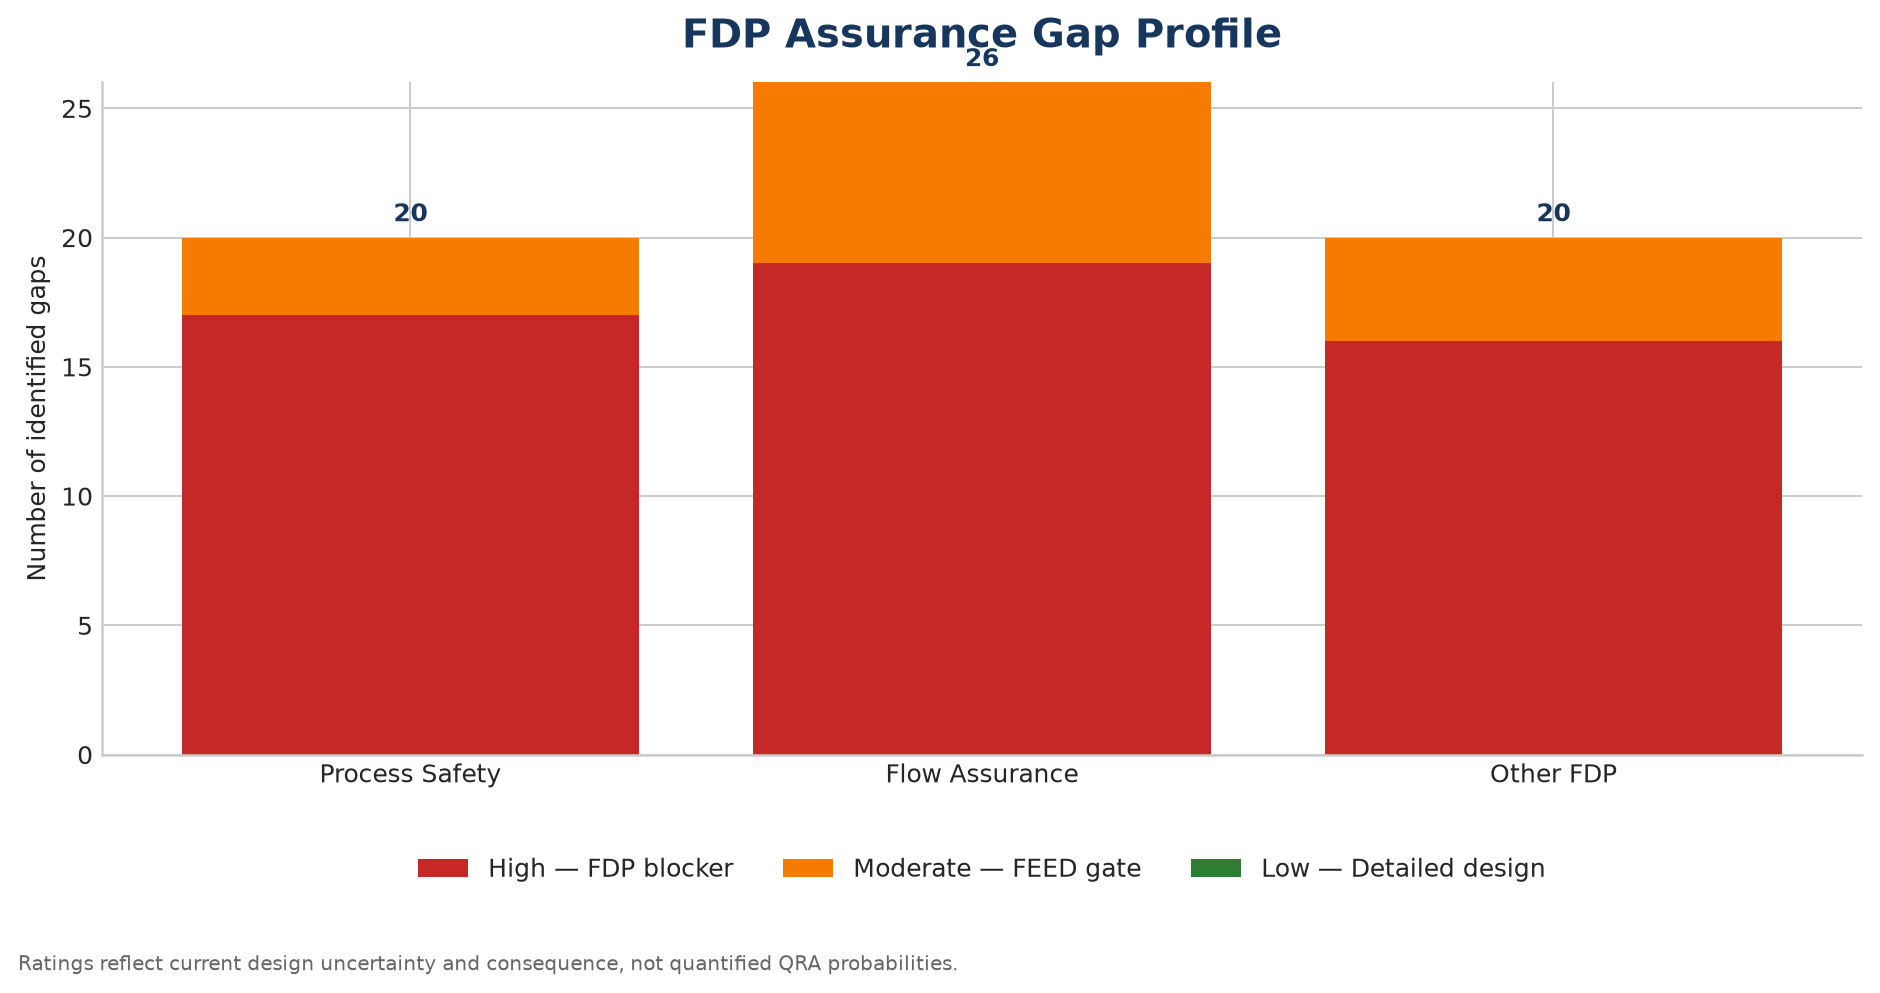 FDP Assurance Gap Profile
26
25
20
20
20
15
10
5
0
Number of identified gaps
Process Safety
Flow Assurance
Other FDP
High — FDP blocker
Moderate — FEED gate
Low — Detailed design
Ratings reflect current design uncertainty and consequence, not quantified QRA probabilities.